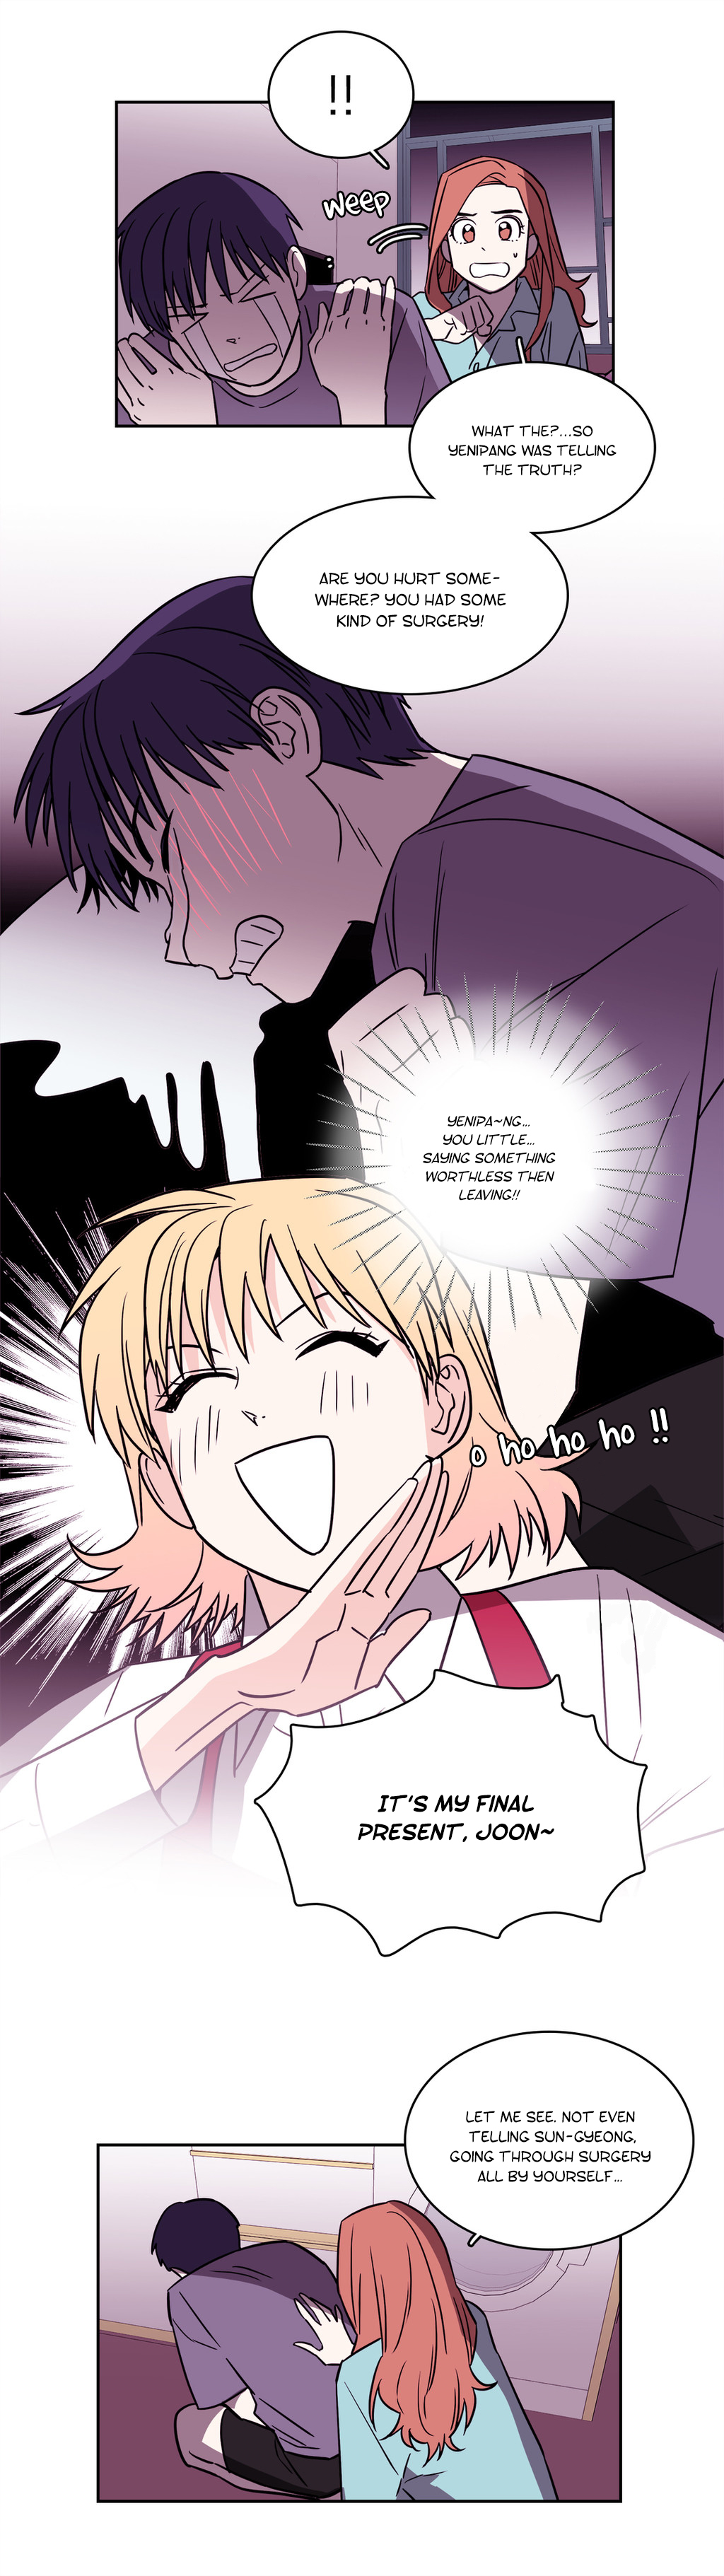 !!
weep
WHAT THE?...SO
YENIPANG WAS TELLING
THE TRUTH?
ARE YOU HURT SOME-
WHERE? YOU HAD SOME
KIND OF SURGERY!
YENIPA~NG...
YOU LITTLE...
SAYING SOMETHING
WORTHLESS THEN
LEAVING!!
o ho ho ho !!
IT'S MY FINAL
PRESENT, JOON~
LET ME SEE. NOT EVEN
TELLING SUN-GYEONG,
GOING THROUGH SURGERY
ALL BY YOURSELF...